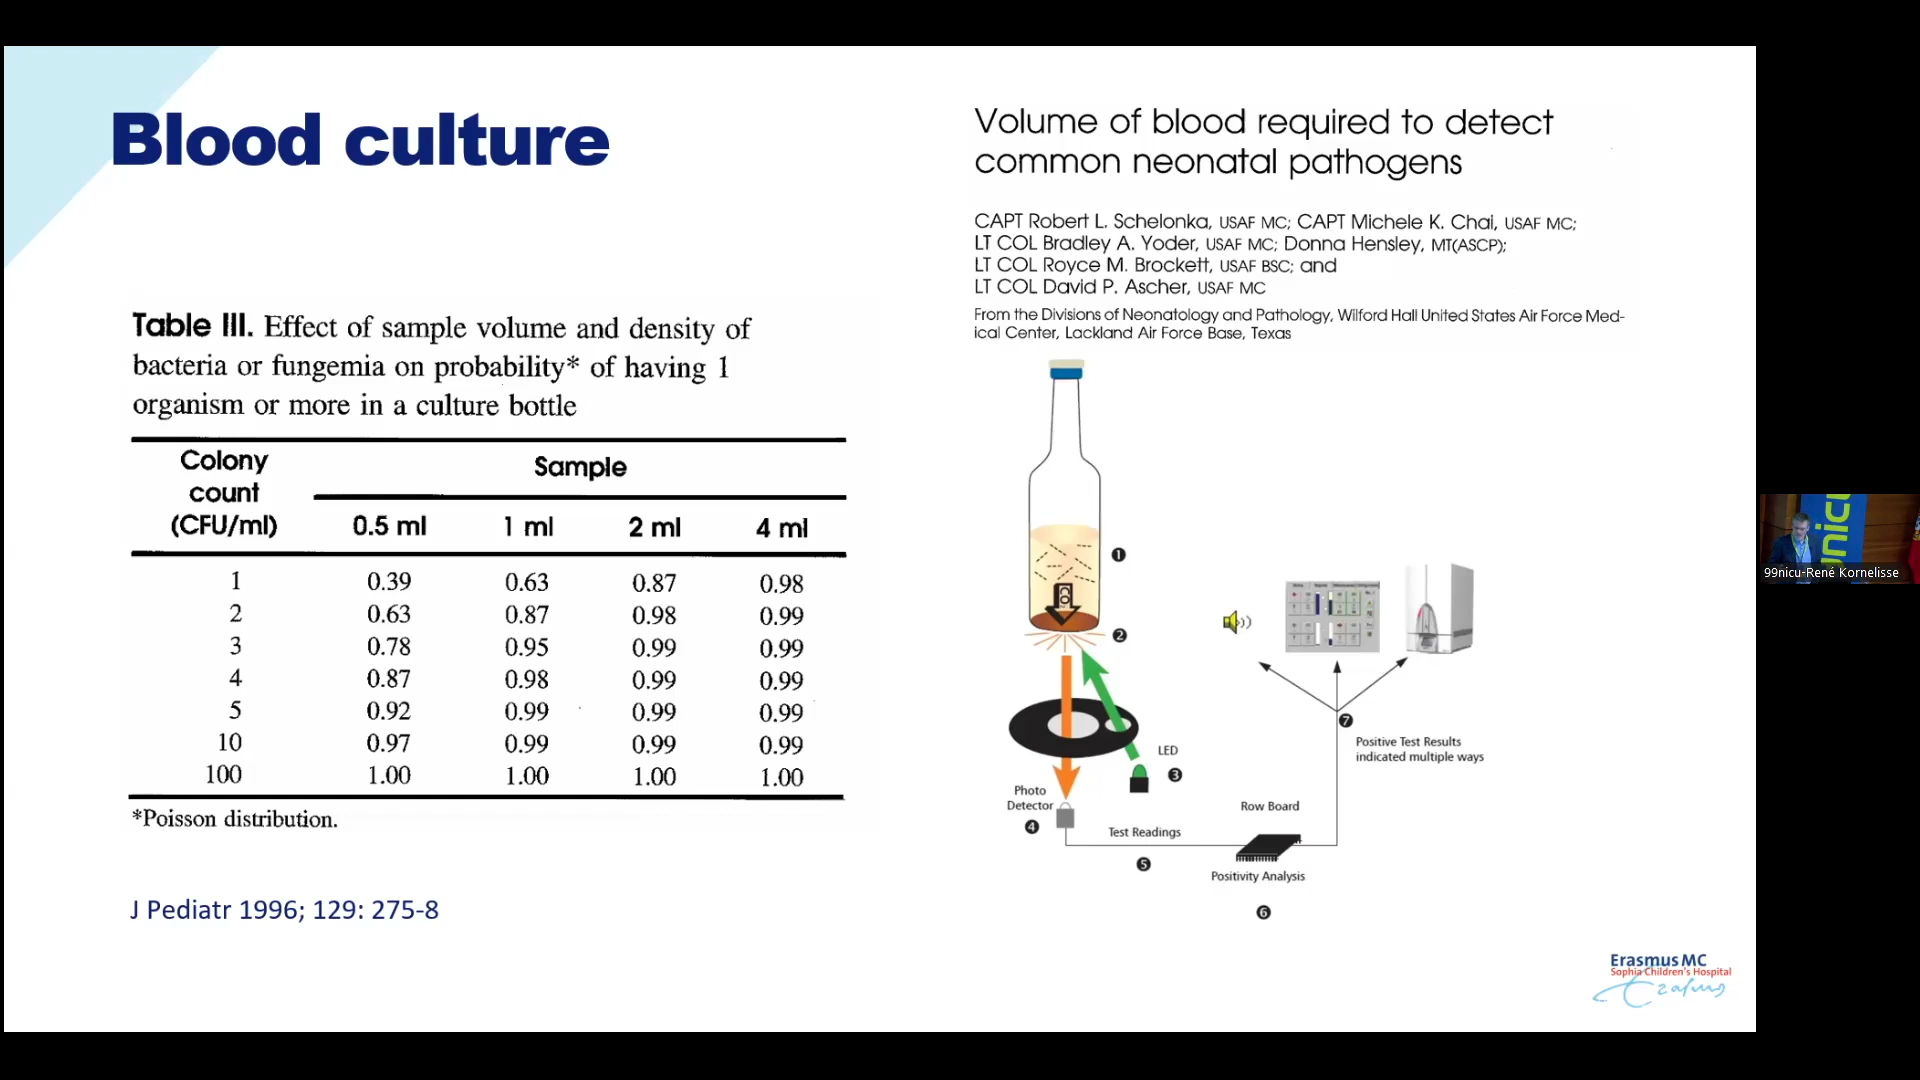 Blood culture
Volume of blood required to detect
common neonatal pathogens
CAPT Robert L. Schelonka, USAF MC; CAPT Michele K. Chai, USAF MC;
LT COL Bradley A. Yoder, USAF MC; Donna Hensley, MT(ASCP);
LT COL Royce M. Brockett, USAF BSC; and
LT COL David P. Ascher, USAF MC
From the Divisions of Neonatology and Pathology, Wilford Hall United States Air Force Med-
ical Center, Lackland Air Force Base, Texas
Table III. Effect of sample volume and density of
bacteria or fungemia on probability* of having 1
organism or more in a culture bottle
Colony
count
(CFU/ml)
Sample
0.5 ml 1 ml 2 ml 4 ml
1 0.39 0.63 0.87 0.98
2 0.63 0.87 0.98 0.99
3 0.78 0.95 0.99 0.99
4 0.87 0.98 0.99 0.99
5 0.92 0.99 0.99 0.99
10 0.97 0.99 0.99 0.99
100 1.00 1.00 1.00 1.00
*Poisson distribution.
J Pediatr 1996; 129: 275-8
1
2
LED
3
Photo
Detector
4
Test Readings
5
Row Board
Positivity Analysis
6
7
Positive Test Results
indicated multiple ways
Erasmus MC
Sophia Children's Hospital
Erasmus
nicu
99nicu-René Kornelisse